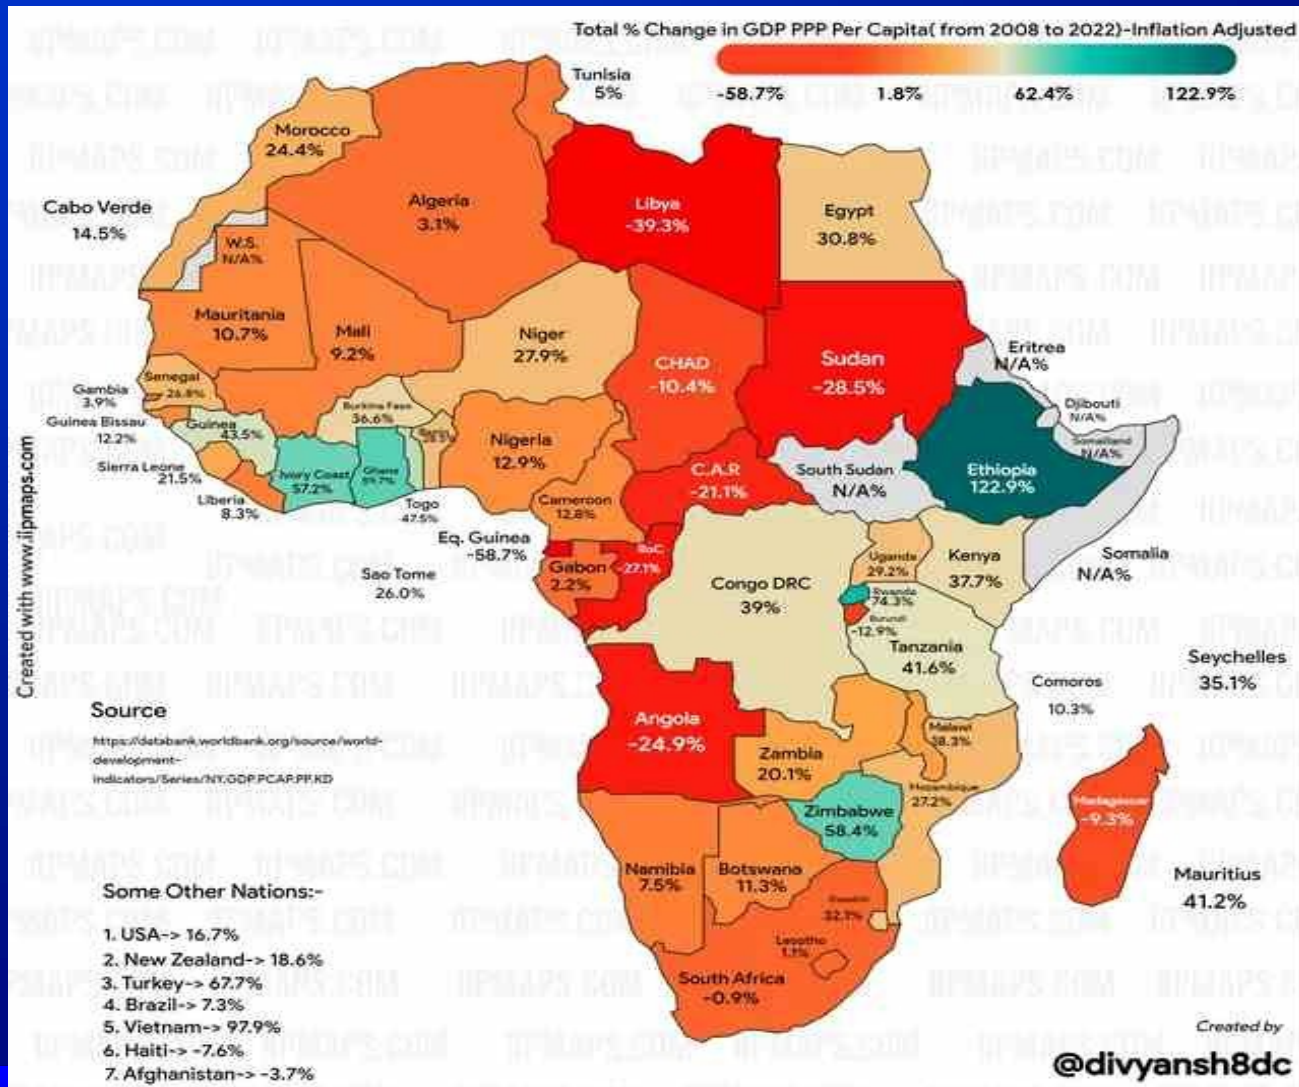 Total % Change in GDP PPP Per Capita( from 2008 to 2022)-Inflation Adjusted
-58.7% 1.8% 62.4% 122.9%
Tunisia
5%
Morocco
24.4%
Algeria
3.1%
Libya
-39.3%
Egypt
30.8%
Cabo Verde
14.5%
W.S.
N/A%
Mauritania
10.7%
Mali
9.2%
Niger
27.9%
CHAD
-10.4%
Sudan
-28.5%
Eritrea
N/A%
Senegal
26.8%
Gambia
3.9%
Guinea Bissau
12.2%
Guinea
43.5%
Burkina Faso
36.6%
Nigeria
12.9%
Djibouti
N/A%
Somaliland
N/A%
Sierra Leone
21.5%
Ivory Coast
57.2%
Ghana
Liberia
8.3%
Togo
47.5%
Cameroon
12.8%
C.A.R
-21.1%
South Sudan
N/A%
Ethiopia
122.9%
Eq. Guinea
-58.7%
Sao Tome
26.0%
Gabon
2.2%
RoC
-27.1%
Congo DRC
39%
Uganda
29.2%
Kenya
37.7%
Somalia
N/A%
Rwanda
74.3%
Burundi
-12.9%
Tanzania
41.6%
Seychelles
35.1%
Comoros
10.3%
Angola
-24.9%
Zambia
20.1%
Malawi
Mozambique
27.2%
Zimbabwe
58.4%
Madagascar
-9.3%
Mauritius
41.2%
Namibia
7.5%
Botswana
11.3%
Lesotho
1.1%
South Africa
-0.9%
Created with www.iipmaps.com
Source
https://databank.worldbank.org/source/world-
development-
indicators/Series/NY.GDP.PCAP.PP.KD
Some Other Nations:-
1. USA-> 16.7%
2. New Zealand-> 18.6%
3. Turkey-> 67.7%
4. Brazil-> 7.3%
5. Vietnam-> 97.9%
6. Haiti-> -7.6%
7. Afghanistan-> -3.7%
Created by
@divyansh8dc